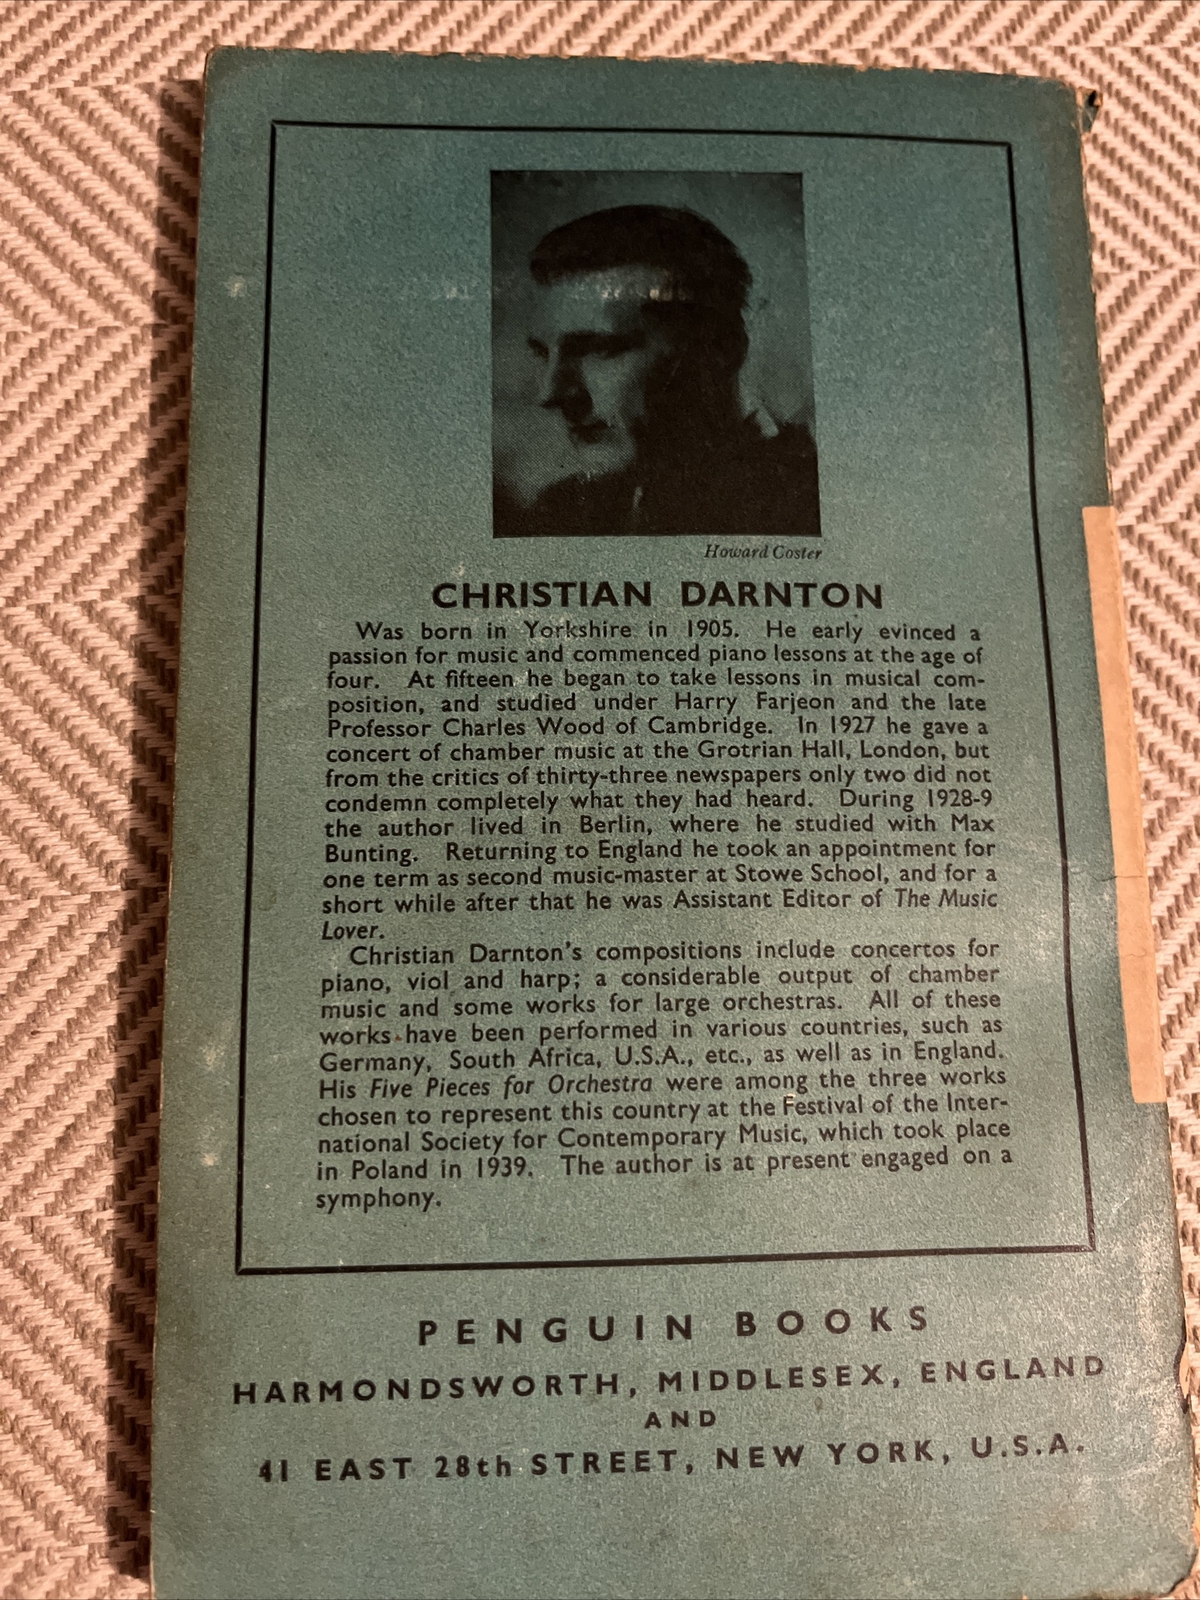 Howard Coster
CHRISTIAN DARNTON
Was born in Yorkshire in 1905. He early evinced a
passion for music and commenced piano lessons at the age of
four. At fifteen he began to take lessons in musical com-
position, and studied under Harry Farjeon and the late
Professor Charles Wood of Cambridge. In 1927 he gave a
concert of chamber music at the Grotrian Hall, London, but
from the critics of thirty-three newspapers only two did not
condemn completely what they had heard. During 1928-9
the author lived in Berlin, where he studied with Max
Bunting. Returning to England he took an appointment for
one term as second music-master at Stowe School, and for a
short while after that he was Assistant Editor of The Music
Lover.
Christian Darnton's compositions include concertos for
piano, viol and harp; a considerable output of chamber
music and some works for large orchestras. All of these
works have been performed in various countries, such as
Germany, South Africa, U.S.A., etc., as well as in England.
His Five Pieces for Orchestra were among the three works
chosen to represent this country at the Festival of the Inter-
national Society for Contemporary Music, which took place
in Poland in 1939. The author is at present engaged on a
symphony.
PENGUIN BOOKS
HARMONDSWORTH, MIDDLESEX, ENGLAND
AND
41 EAST 28th STREET, NEW YORK, U.S.A.